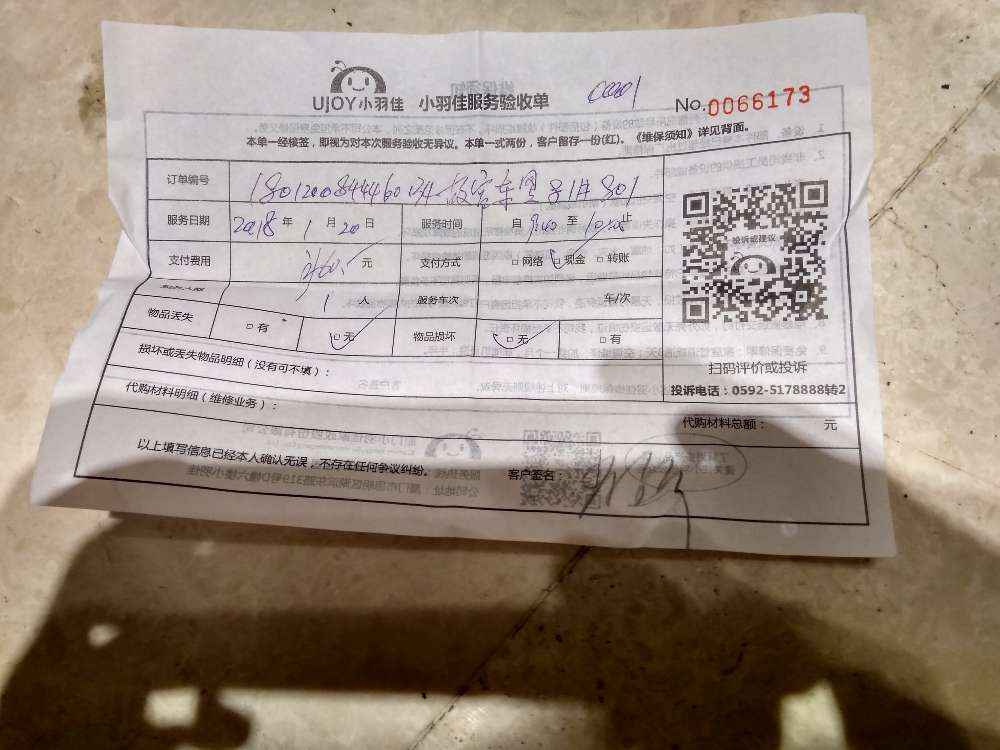 UJOY小羽佳 小羽佳服务验收单
No.0066173
本单一经核签，即视为对本次服务验收无异议。本单一式两份，客户留存一份(红)。《维保须知》详见背面。
订单编号 1#801
服务日期 2018 年 1 月 20 日 服务时间 自 9:40 至 止
支付费用 元 支付方式 □网络 □现金 □转账
1 人 服务车次 车/次
物品丢失 □有 □无 物品损坏 □无 □有
损坏或丢失物品明细（没有可不填）：
代购材料明细（维修业务）：
投诉或建议
扫码评价或投诉
投诉电话：0592-5178888转2
代购材料总额： 元
以上填写信息已经本人确认无误，不存在任何争议纠纷。
客户签名：